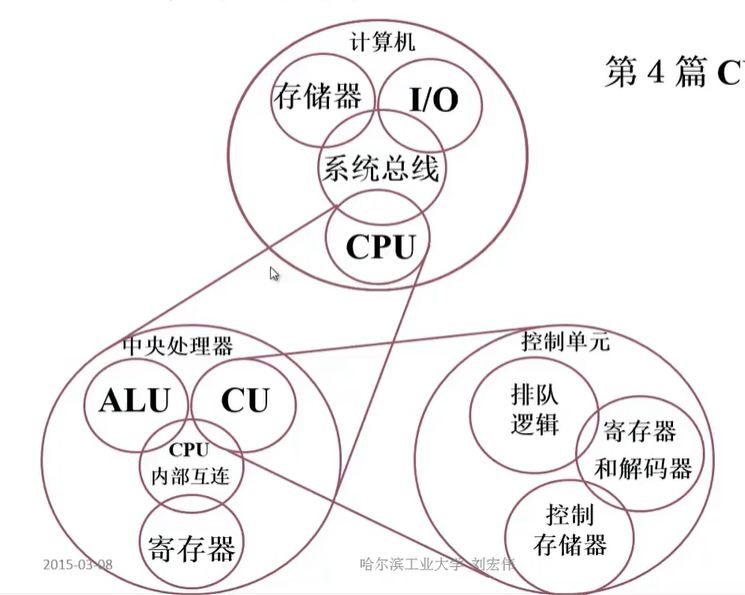 第 4 篇 C
计算机
存储器
I/O
系统总线
CPU
中央处理器
ALU
CU
CPU
内部互连
寄存器
控制单元
排队
逻辑
寄存器
和解码器
控制
存储器
2015-03-08
哈尔滨工业大学 刘宏伟